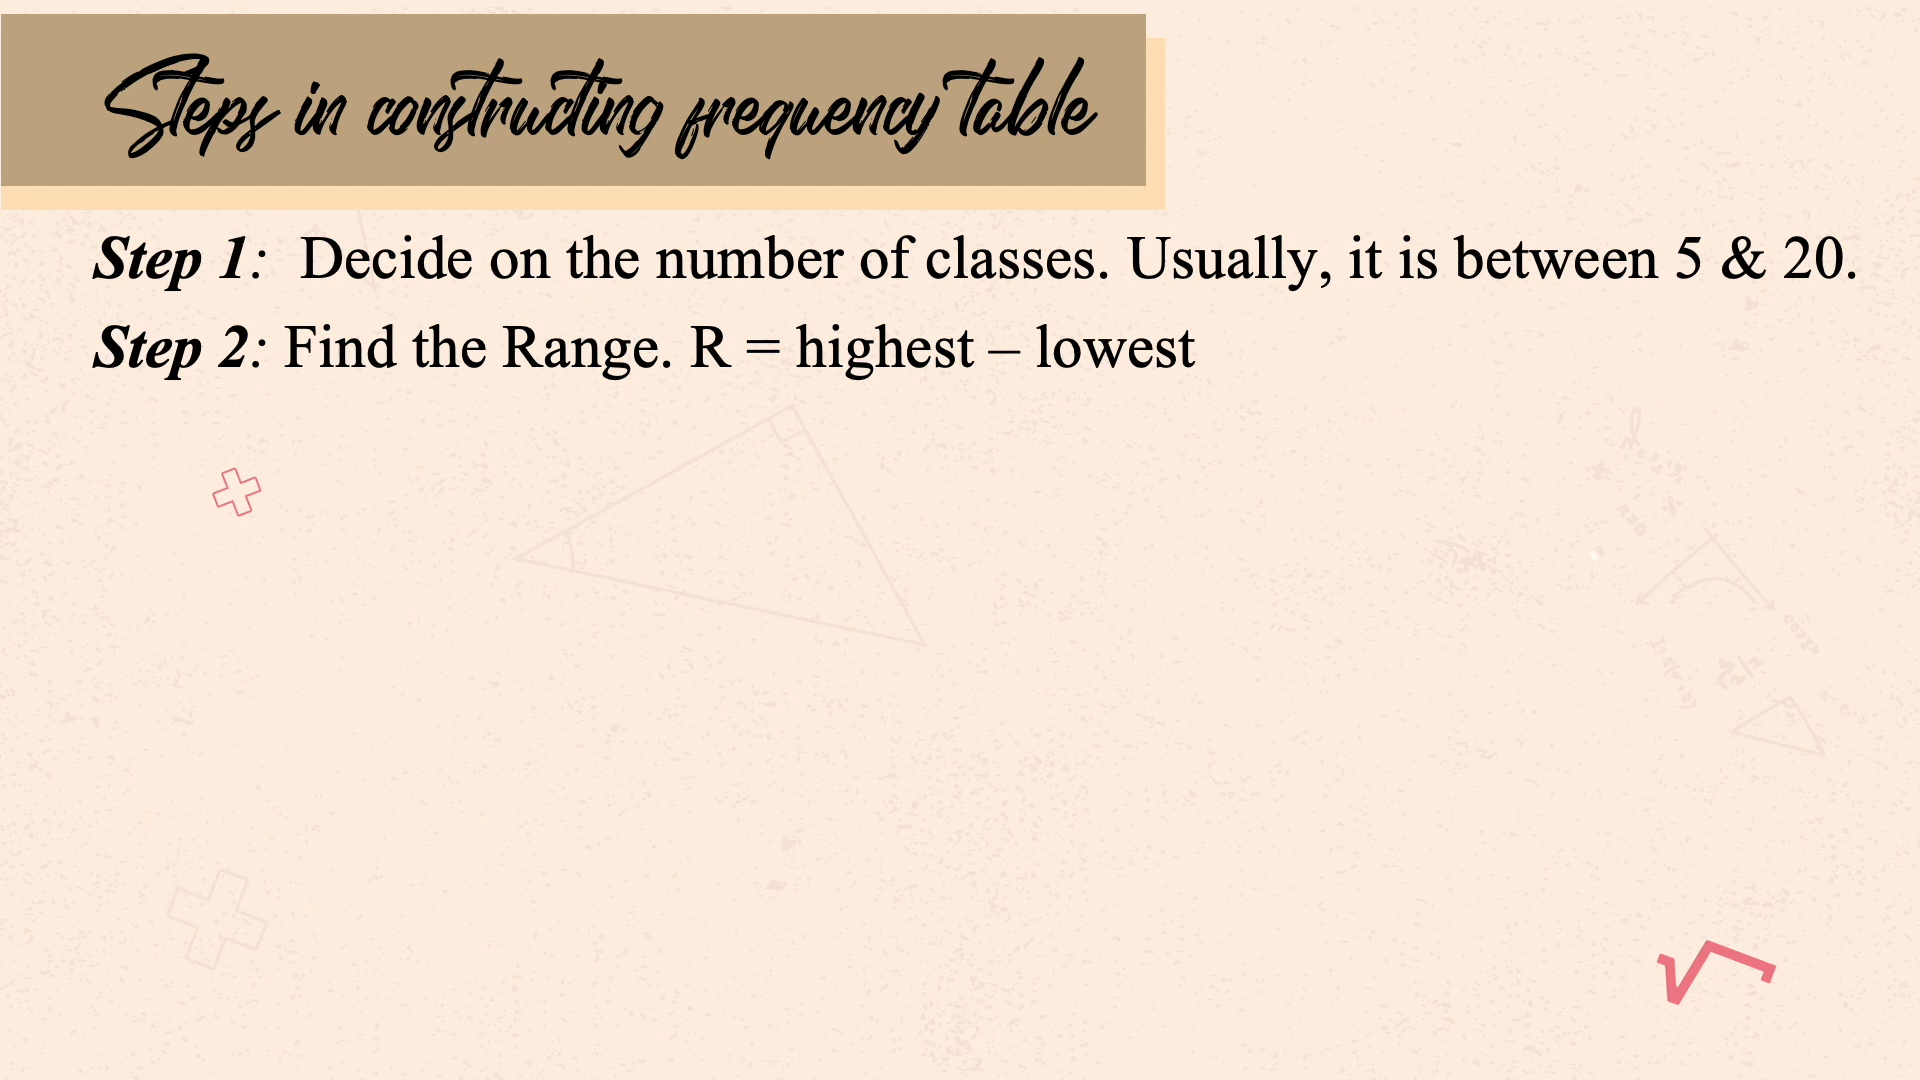 Steps in constructing frequency table
Step 1:  Decide on the number of classes. Usually, it is between 5 & 20.
Step 2: Find the Range. R = highest – lowest